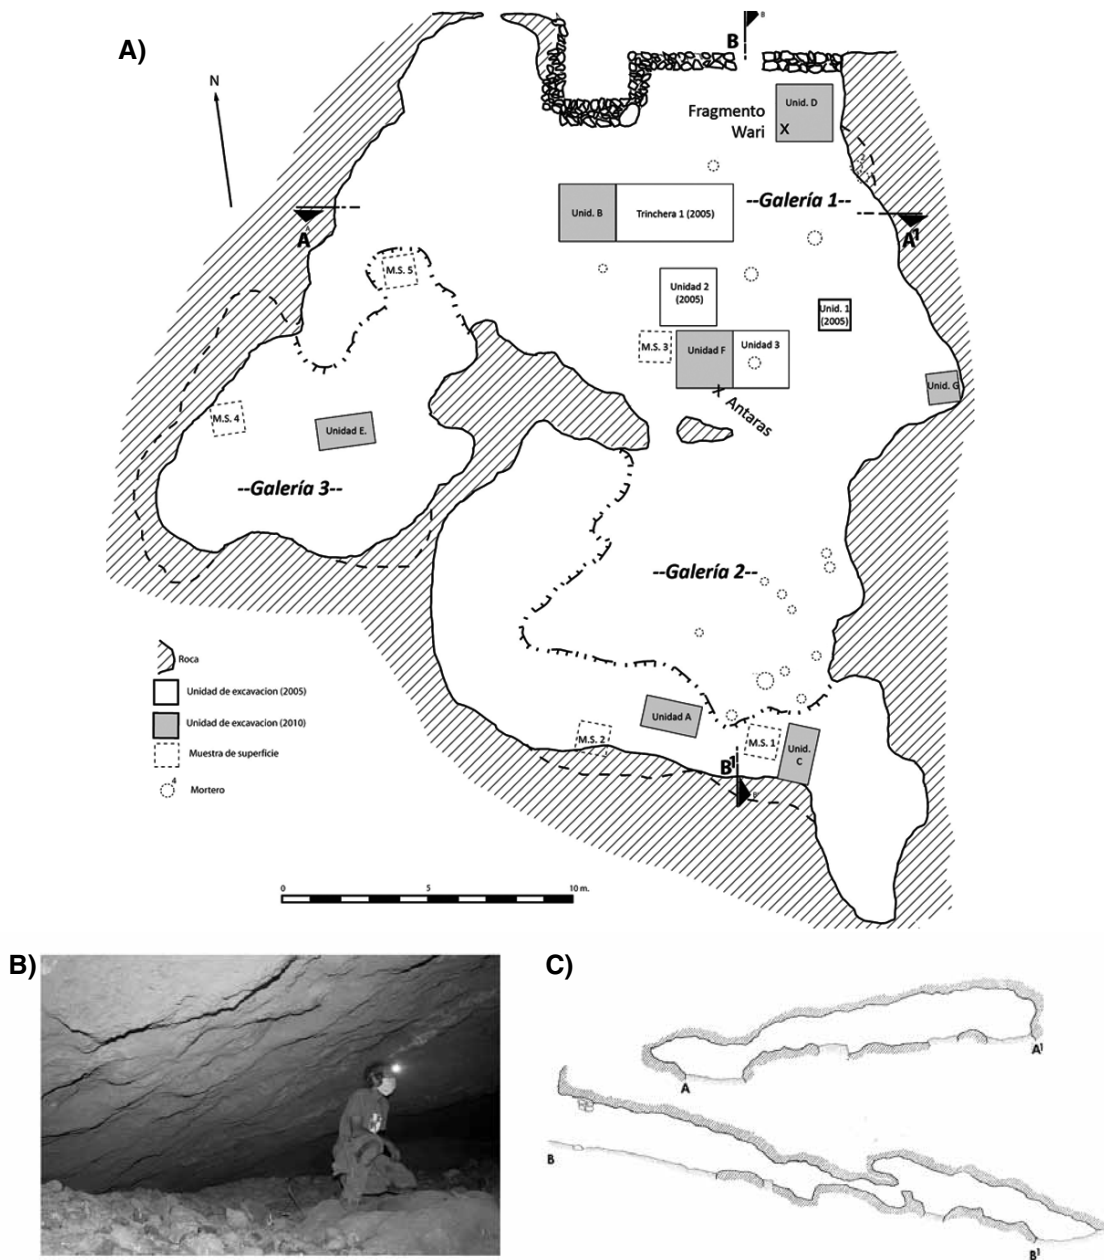 A)
B
B
N
Unid. D
Fragmento
Wari
X
--Galería 1--
Unid. B
Trinchera 1 (2005)
A
A1
M.S. 5
Unidad 2
(2005)
Unid. 1
(2005)
M.S. 3
Unidad F
Unidad 3
Unid. G
X
Antaras
M.S. 4
Unidad E.
--Galería 3--
--Galería 2--
Roca
Unidad de excavacion (2005)
Unidad de excavacion (2010)
Muestra de superficie
4
Mortero
Unidad A
M.S. 2
M.S. 1
Unid.
C
B1
0
5
10 m.
B)
C)
A
A1
B
B1